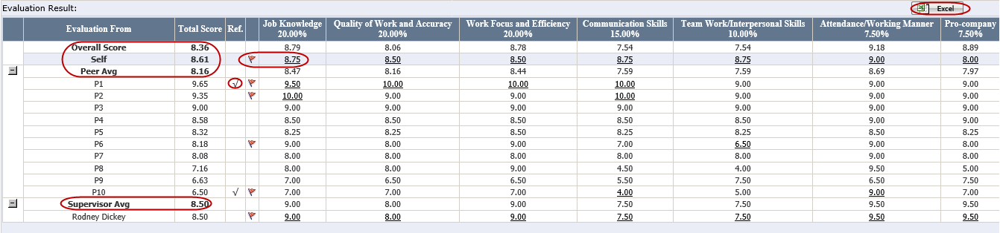 Evaluation Result:
Excel
Evaluation From Total Score Ref. Job Knowledge 20.00% Quality of Work and Accuracy 20.00% Work Focus and Efficiency 20.00% Communication Skills 15.00% Team Work/Interpersonal Skills 10.00% Attendance/Working Manner 7.50% Pro-company 7.50%
Overall Score 8.36 8.79 8.06 8.78 7.54 7.54 9.18 8.89
Self 8.61 8.75 8.50 8.50 8.75 8.75 9.00 8.00
Peer Avg 8.16 8.47 8.16 8.44 7.59 7.59 8.69 7.97
P1 9.65 √ 9.50 10.00 10.00 10.00 9.00 9.00 9.00
P2 9.35 10.00 9.00 9.00 10.00 9.00 9.00 9.00
P3 9.00 9.00 9.00 9.00 9.00 9.00 9.00 9.00
P4 8.58 8.50 8.50 8.50 8.50 8.50 9.00 9.00
P5 8.32 8.25 8.25 8.50 8.25 8.25 8.50 8.25
P6 8.18 9.00 8.00 9.00 7.00 6.50 9.00 8.00
P7 8.08 8.00 8.00 8.00 8.00 8.00 9.00 8.00
P8 7.16 8.00 8.00 9.00 4.50 4.00 9.50 5.00
P9 6.63 7.00 6.50 6.50 5.50 7.50 6.50 7.50
P10 6.50 √ 7.00 7.00 7.00 4.00 5.00 9.00 7.00
Supervisor Avg 8.50 9.00 8.00 9.00 7.50 7.50 9.50 9.50
Rodney Dickey 8.50 9.00 8.00 9.00 7.50 7.50 9.50 9.50